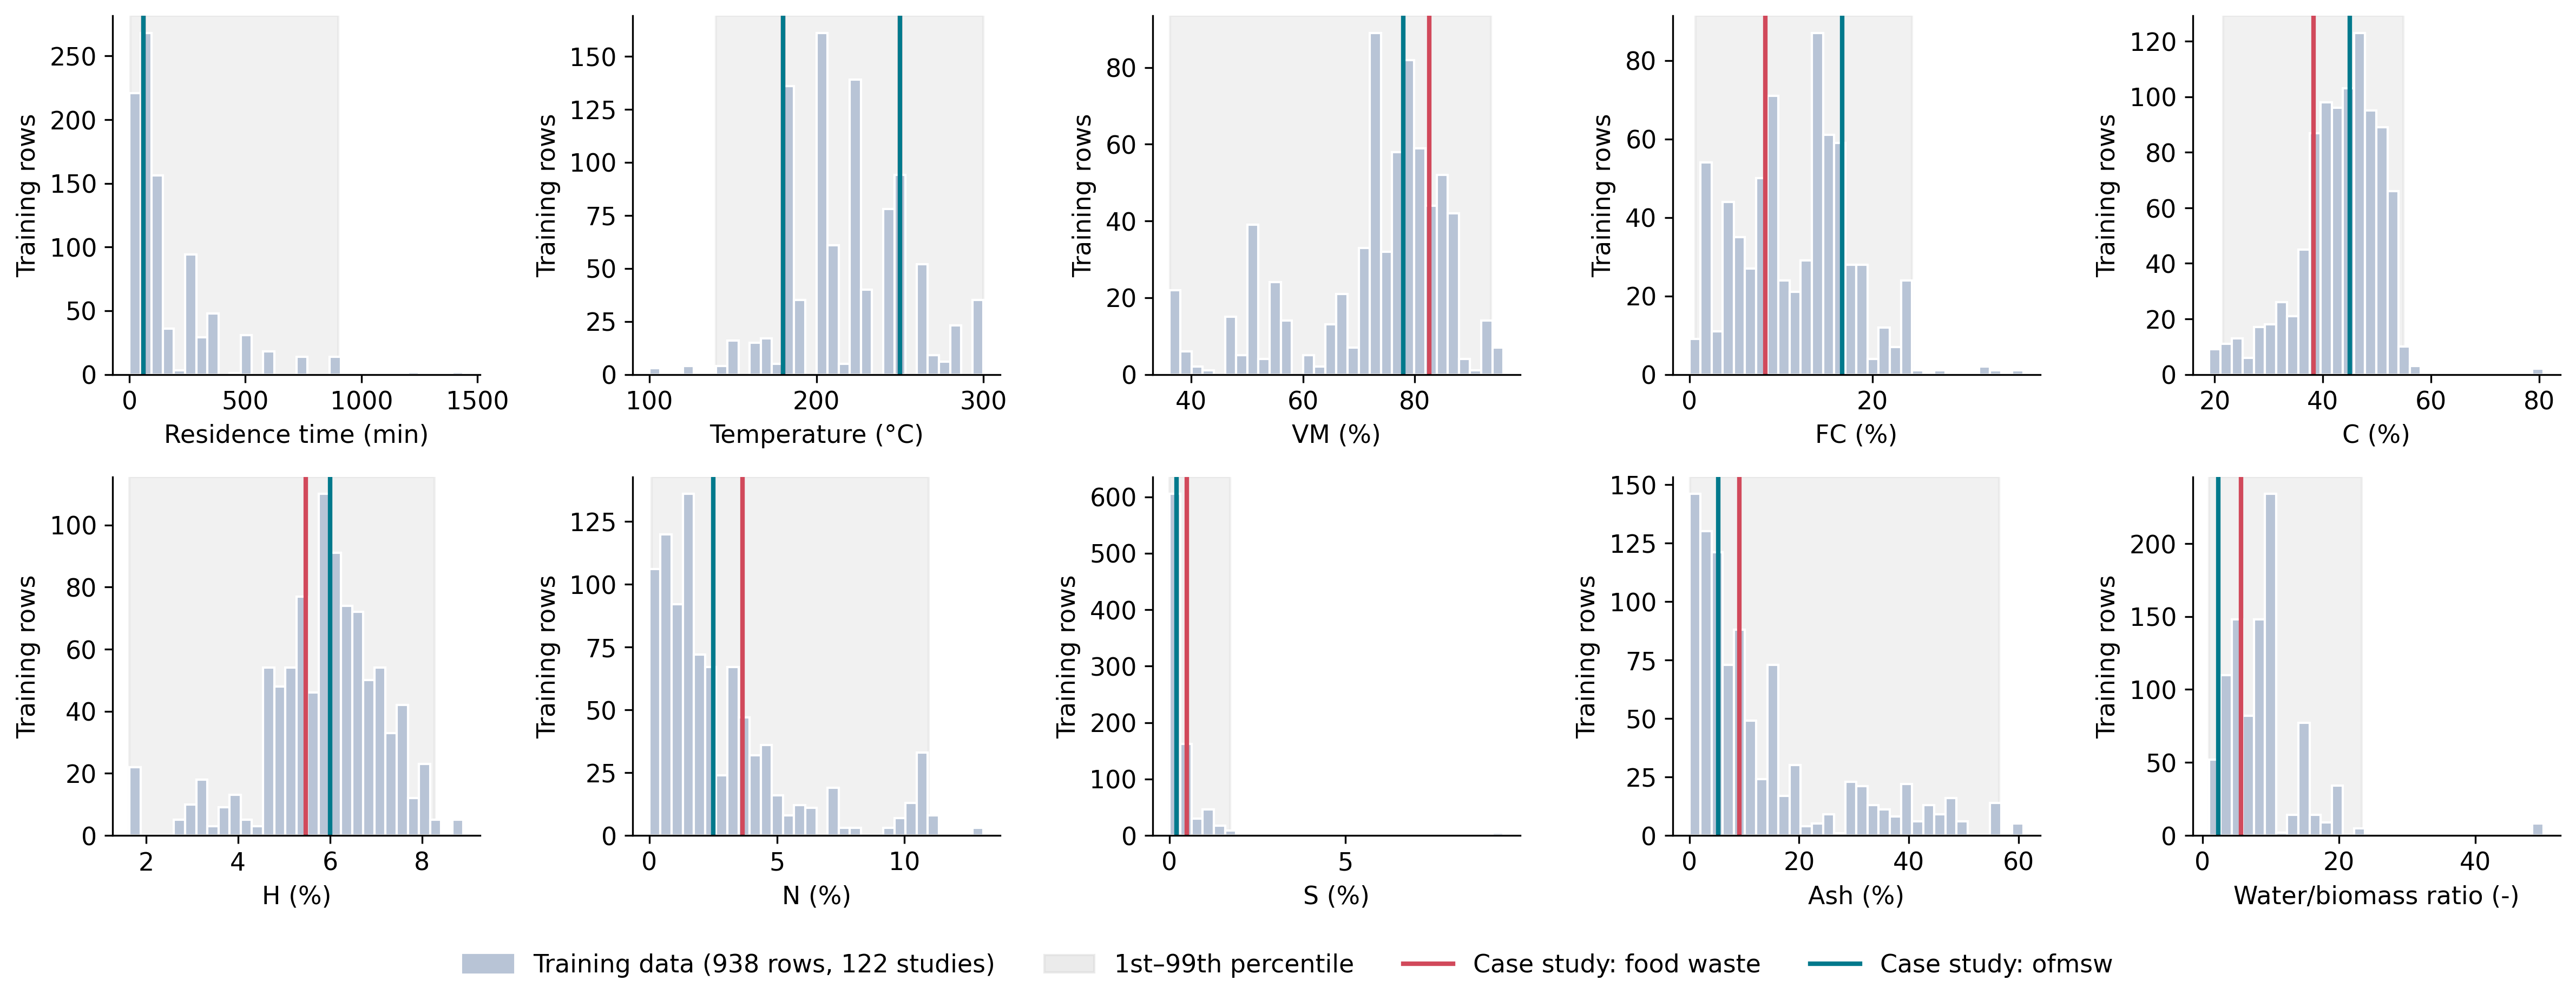 250
200
150
100
50
0
Training rows
0 500 1000 1500
Residence time (min)
150
125
100
75
50
25
0
Training rows
100 200 300
Temperature (°C)
80
60
40
20
0
Training rows
40 60 80
VM (%)
80
60
40
20
0
Training rows
0 20
FC (%)
120
100
80
60
40
20
0
Training rows
20 40 60 80
C (%)
100
80
60
40
20
0
Training rows
2 4 6 8
H (%)
125
100
75
50
25
0
Training rows
0 5 10
N (%)
600
500
400
300
200
100
0
Training rows
0 5
S (%)
150
125
100
75
50
25
0
Training rows
0 20 40 60
Ash (%)
200
150
100
50
0
Training rows
0 20 40
Water/biomass ratio (-)
Training data (938 rows, 122 studies) 1st–99th percentile Case study: food waste Case study: ofmsw